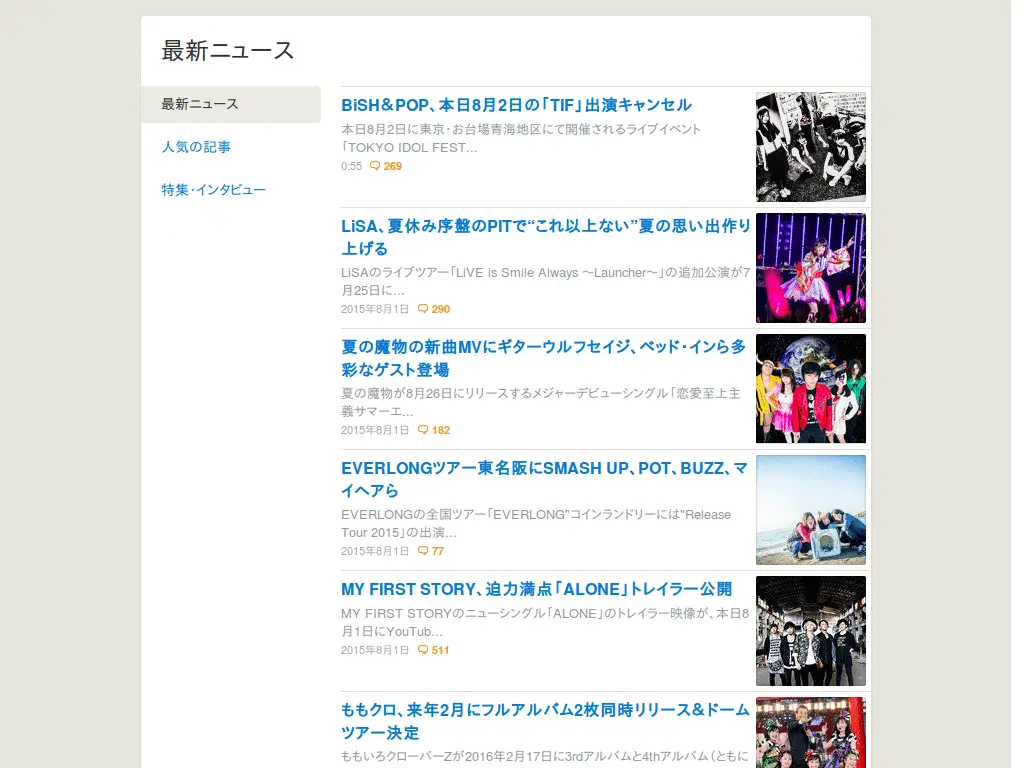 最新ニュース
最新ニュース
人気の記事
特集・インタビュー
BiSH＆POP、本日8月2日の「TIF」出演キャンセル
本日8月2日に東京・お台場青海地区にて開催されるライブイベント
「TOKYO IDOL FEST...
0:55 269
LiSA、夏休み序盤のPITで“これ以上ない”夏の思い出作り
上げる
LiSAのライブツアー「LiVE is Smile Always 〜Launcher〜」の追加公演が7
月25日に...
2015年8月1日 290
夏の魔物の新曲MVにギターウルフセイジ、ベッド・インら多
彩なゲスト登場
夏の魔物が8月26日にリリースするメジャーデビューシングル「恋愛至上主
義サマーエ...
2015年8月1日 182
EVERLONGツアー東名阪にSMASH UP、POT、BUZZ、マ
イヘアら
EVERLONGの全国ツアー「EVERLONG"コインランドリーには"Release
Tour 2015」の出演...
2015年8月1日 77
MY FIRST STORY、迫力満点「ALONE」トレイラー公開
MY FIRST STORYのニューシングル「ALONE」のトレイラー映像が、本日8
月1日にYouTub...
2015年8月1日 511
ももクロ、来年2月にフルアルバム2枚同時リリース&ドーム
ツアー決定
ももいろクローバーZが2016年2月17日に3rdアルバムと4thアルバム（ともに